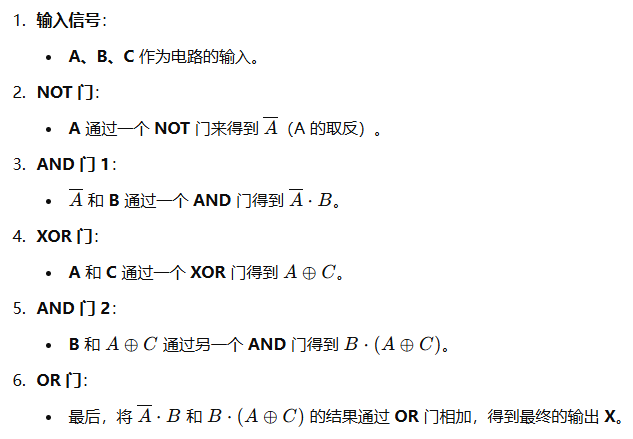 1. 输入信号：
• A、B、C 作为电路的输入。
2. NOT 门：
• A 通过一个 NOT 门来得到 $\overline{A}$（A 的取反）。
3. AND 门 1：
• $\overline{A}$ 和 B 通过一个 AND 门得到 $\overline{A} \cdot B$。
4. XOR 门：
• A 和 C 通过一个 XOR 门得到 $A \oplus C$。
5. AND 门 2：
• B 和 $A \oplus C$ 通过另一个 AND 门得到 $B \cdot (A \oplus C)$。
6. OR 门：
• 最后，将 $\overline{A} \cdot B$ 和 $B \cdot (A \oplus C)$ 的结果通过 OR 门相加，得到最终的输出 X。